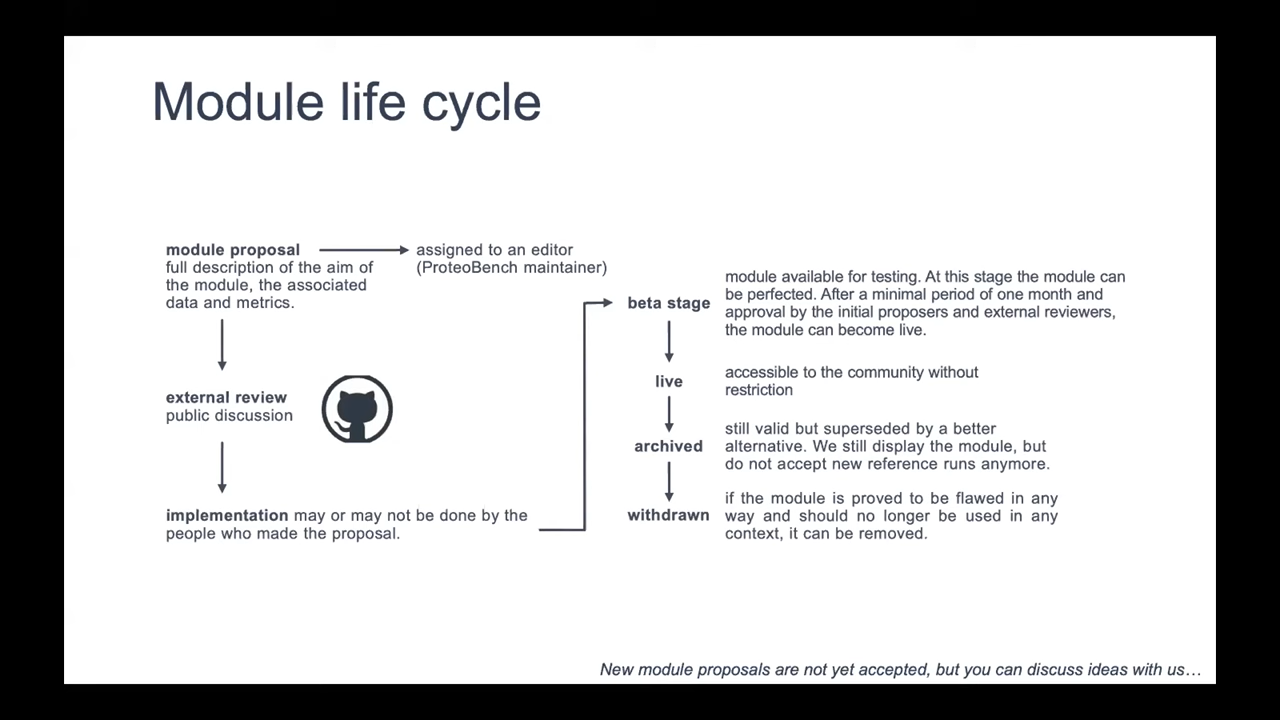 Module life cycle
module proposal
full description of the aim of
the module, the associated
data and metrics.
assigned to an editor
(ProteoBench maintainer)
external review
public discussion
implementation may or may not be done by the
people who made the proposal.
beta stage
module available for testing. At this stage the module can
be perfected. After a minimal period of one month and
approval by the initial proposers and external reviewers,
the module can become live.
live
accessible to the community without
restriction
archived
still valid but superseded by a better
alternative. We still display the module, but
do not accept new reference runs anymore.
withdrawn
if the module is proved to be flawed in any
way and should no longer be used in any
context, it can be removed.
New module proposals are not yet accepted, but you can discuss ideas with us…